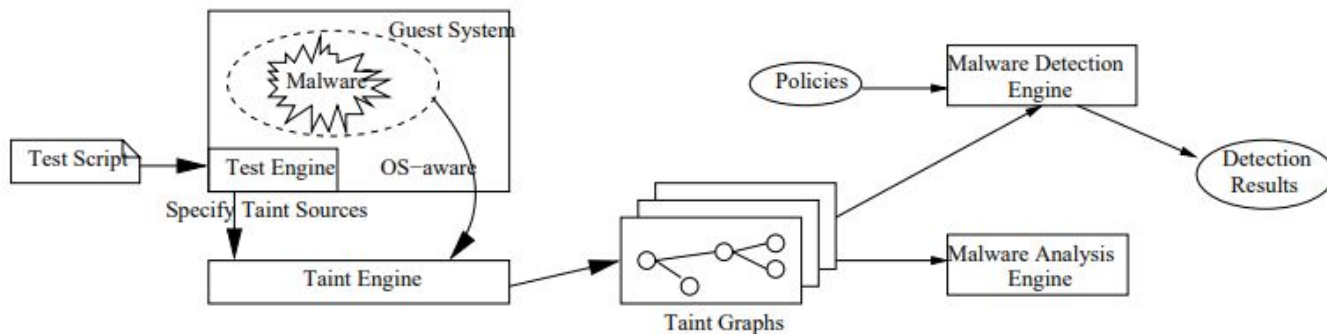 Guest System
Malware
Test Script
Test Engine
OS-aware
Specify Taint Sources
Taint Engine
Taint Graphs
Policies
Malware Detection
Engine
Detection
Results
Malware Analysis
Engine